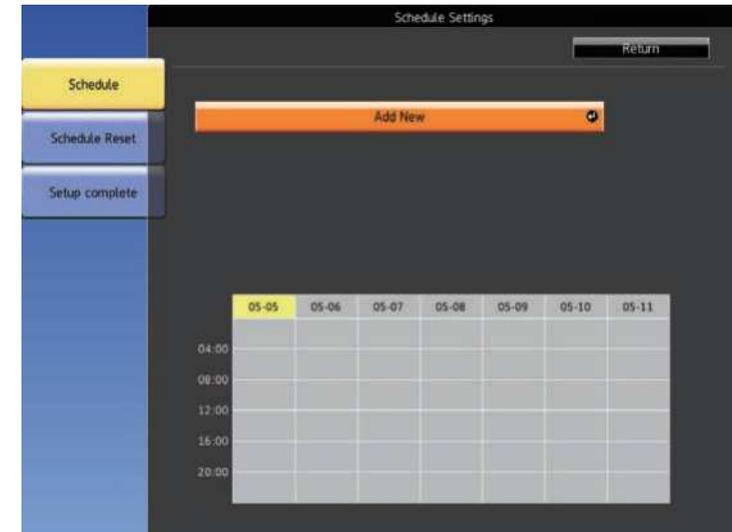 Schedule Settings
Return
Schedule
Add New
Schedule Reset
Setup complete
05-05 05-06 05-07 05-08 05-09 05-10 05-11
04:00
08:00
12:00
16:00
20:00